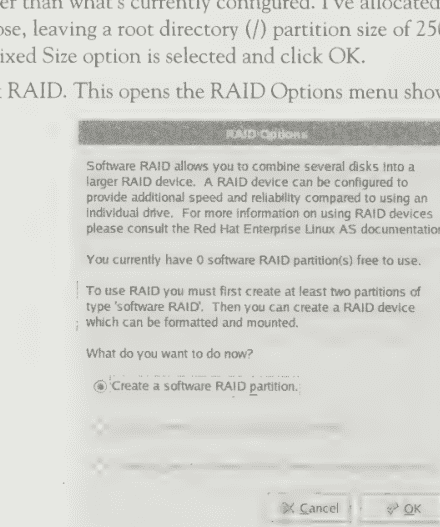 er than what's currently configured. I've allocated
ose, leaving a root directory (/) partition size of 250
ixed Size option is selected and click OK.
RAID. This opens the RAID Options menu show
RAID Options
Software RAID allows you to combine several disks into a
larger RAID device. A RAID device can be configured to
provide additional speed and reliability compared to using an
individual drive. For more information on using RAID devices
please consult the Red Hat Enterprise Linux AS documentation
You currently have 0 software RAID partition(s) free to use.
To use RAID you must first create at least two partitions of
type 'software RAID'. Then you can create a RAID device
which can be formatted and mounted.
What do you want to do now?
Create a software RAID partition.
Cancel
OK